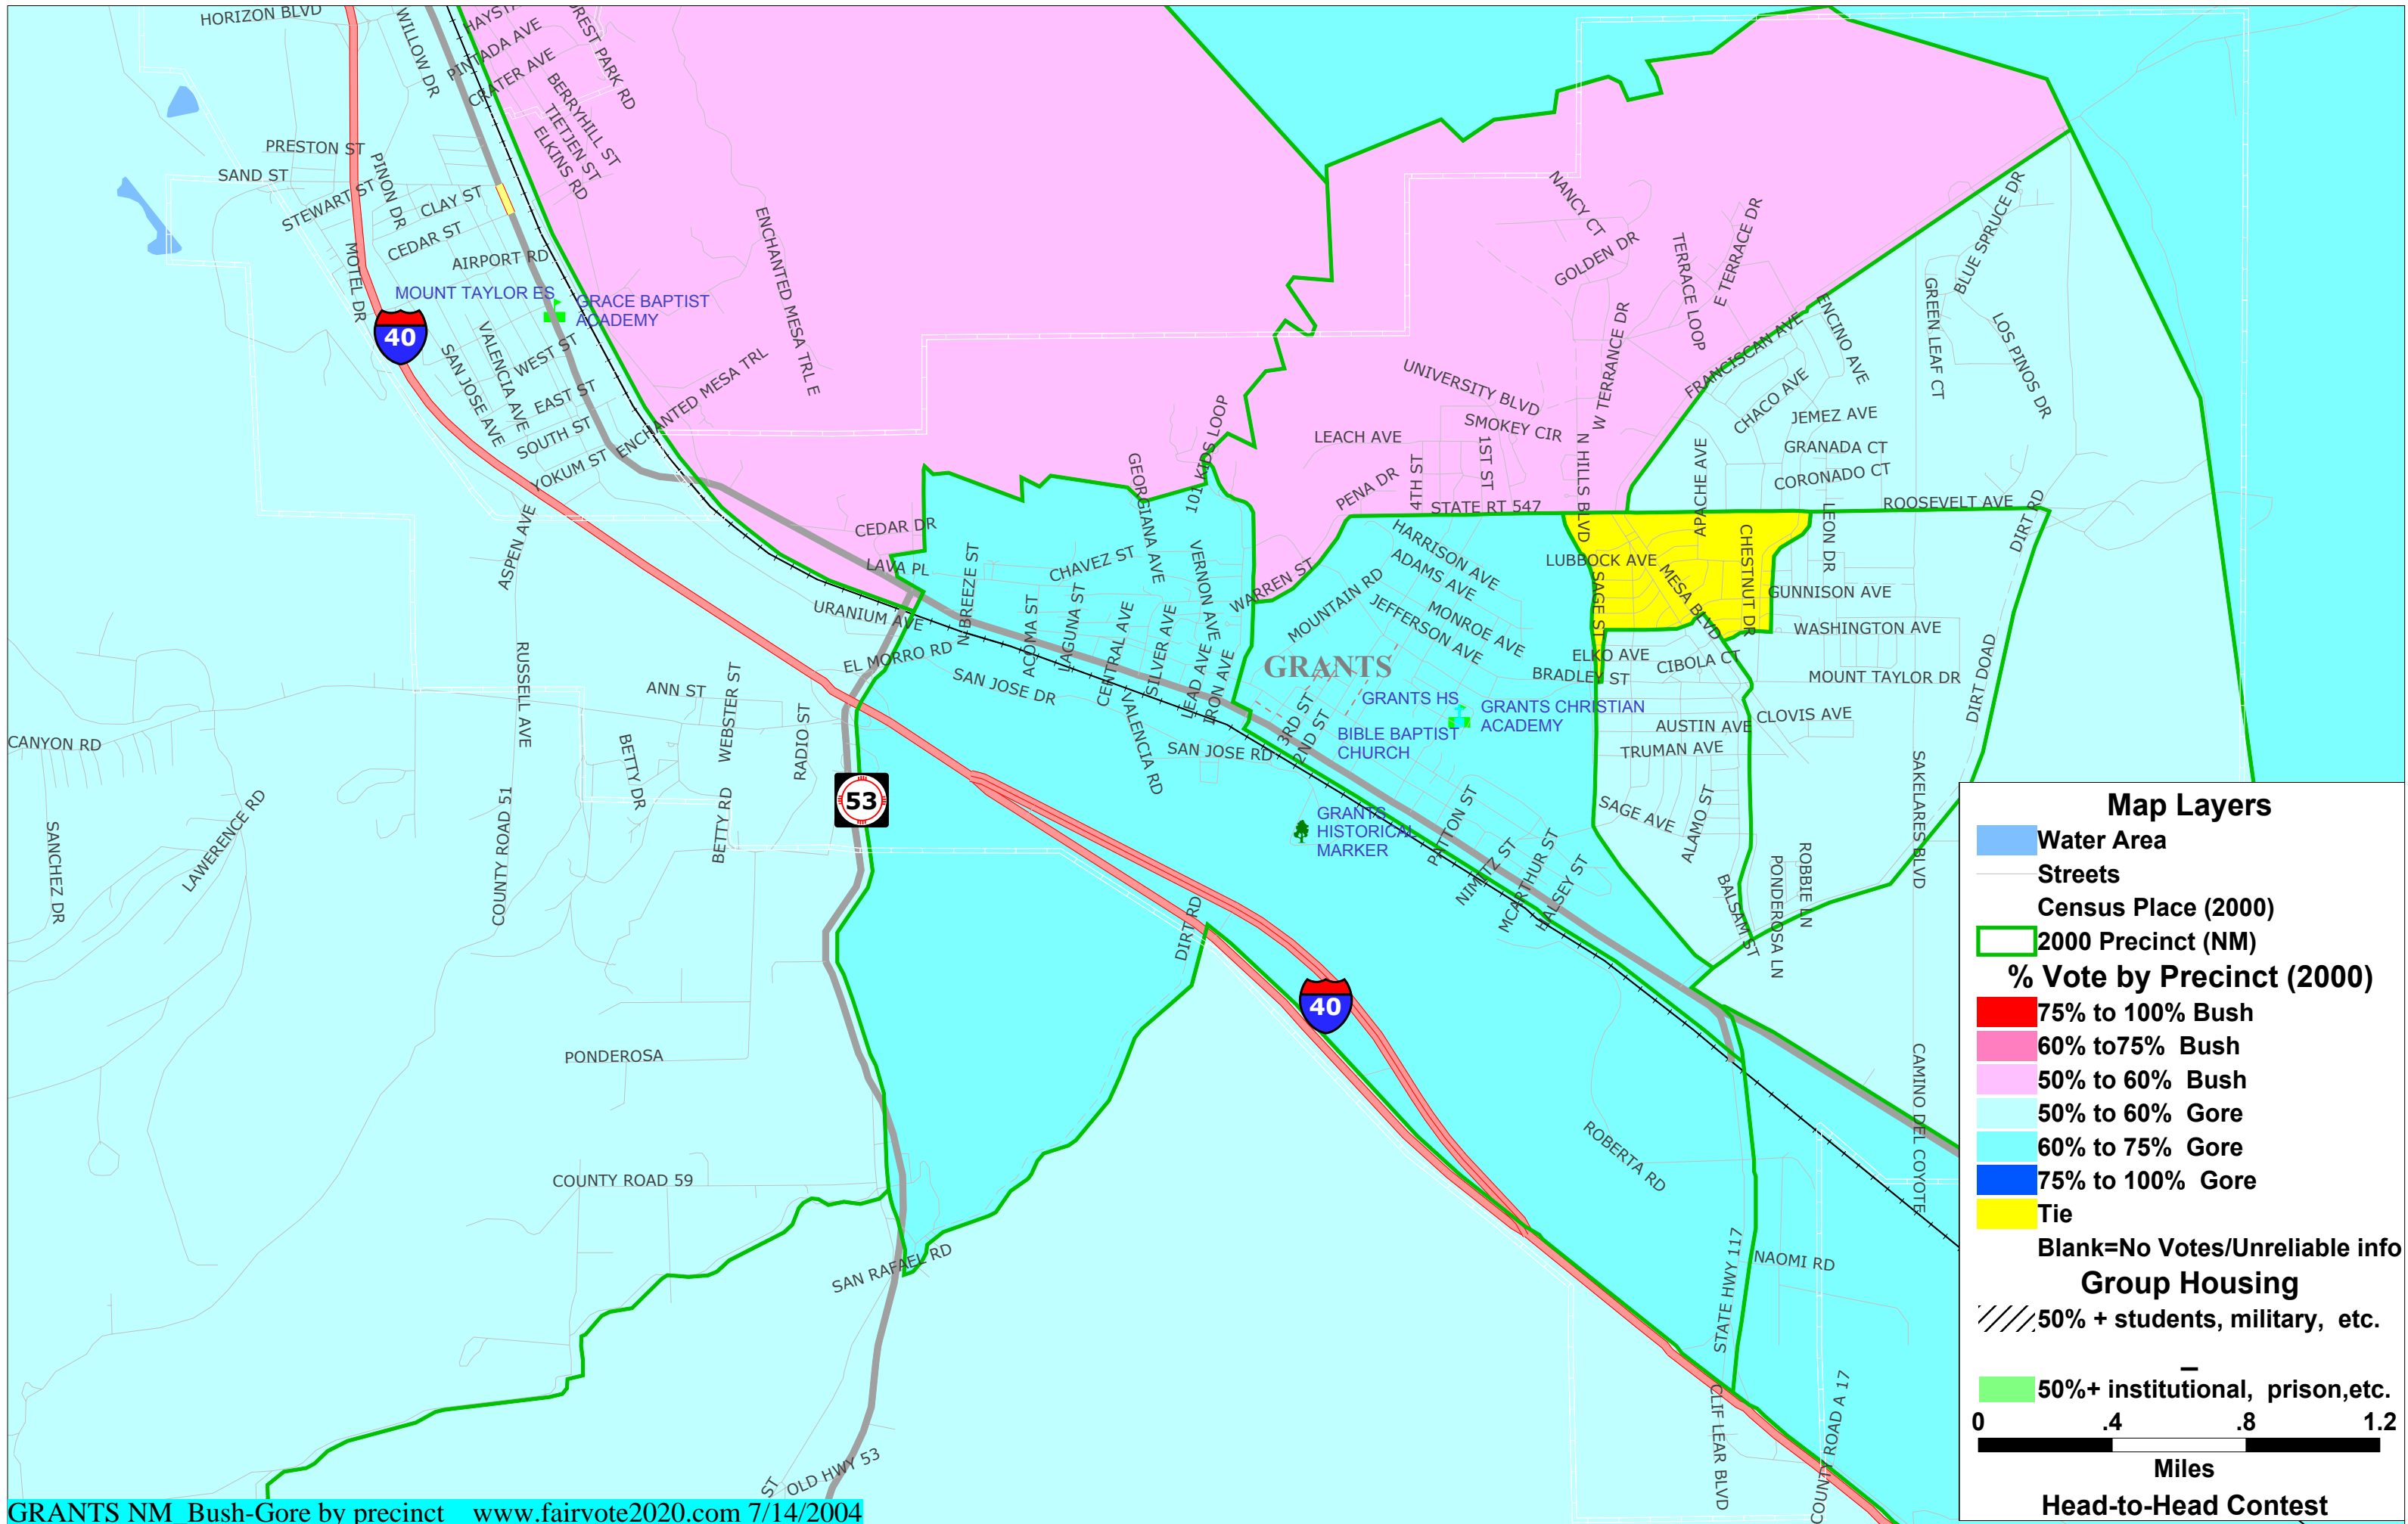 HORIZON BLVD
WILLOW DR
PINTADA AVE
CRATER AVE
BERRYHILL ST
TIETJEN ST
ELKINS RD
PRESTON ST
SAND ST
STEWART ST
PINON DR
CLAY ST
CEDAR ST
AIRPORT RD
MOTEL DR
MOUNT TAYLOR ES
GRACE BAPTIST
ACADEMY
40
VALENCIA AVE
WEST ST
SAN JOSE AVE
EAST ST
SOUTH ST
YOKUM ST
ENCHANTED MESA TRL
ENCHANTED MESA TRL E
NANCY CT
GOLDEN DR
TERRACE LOOP
E TERRACE DR
W TERRANCE DR
FRANCISCAN AVE
ENCINO AVE
BLUE SPRUCE DR
GREEN LEAF CT
LOS PINOS DR
CHACO AVE
JEMEZ AVE
GRANADA CT
CORONADO CT
ROOSEVELT AVE
UNIVERSITY BLVD
SMOKEY CIR
LEACH AVE
PENA DR
4TH ST
1ST ST
N HILLS BLVD
STATE RT 547
APACHE AVE
CHESTNUT DR
LEON DR
DIRT RD
GEORGIANA AVE
101 KIDS LOOP
CEDAR DR
LAVA PL
URANIUM AVE
N BREEZE ST
CHAVEZ ST
VERNON AVE
WARREN ST
HARRISON AVE
ADAMS AVE
LUBBOCK AVE
SAGE ST
MESA BLVD
GUNNISON AVE
WASHINGTON AVE
MOUNTAIN RD
JEFFERSON AVE
MONROE AVE
ELKO AVE
CIBOLA CT
BRADLEY ST
MOUNT TAYLOR DR
DIRT DOAD
ACOMA ST
LAGUNA ST
CENTRAL AVE
SILVER AVE
LEAD AVE
IRON AVE
GRANTS
EL MORRO RD
SAN JOSE DR
VALENCIA RD
SAN JOSE RD
3RD ST
2ND ST
GRANTS HS
GRANTS CHRISTIAN
ACADEMY
BIBLE BAPTIST
CHURCH
AUSTIN AVE
CLOVIS AVE
TRUMAN AVE
SAGE AVE
ALAMO ST
BALSAM ST
PONDEROSA LN
ROBBIE LN
SAKELARES BLVD
ASPEN AVE
RUSSELL AVE
ANN ST
WEBSTER ST
RADIO ST
BETTY DR
BETTY RD
CANYON RD
LAWERENCE RD
SANCHEZ DR
COUNTY ROAD 51
53
GRANTS
HISTORICAL
MARKER
PATTON ST
NIMITZ ST
MCARTHUR ST
HALSEY ST
DIRT RD
40
PONDEROSA
COUNTY ROAD 59
SAN RAFAEL RD
OLD HWY 53
ST
ROBERTA RD
STATE HWY 117
NAOMI RD
CLIF LEAR BLVD
COUNTY ROAD A 17
CAMINO DEL COYOTE
Map Layers
Water Area
Streets
Census Place (2000)
2000 Precinct (NM)
% Vote by Precinct (2000)
75% to 100% Bush
60% to75% Bush
50% to 60% Bush
50% to 60% Gore
60% to 75% Gore
75% to 100% Gore
Tie
Blank=No Votes/Unreliable info
Group Housing
50% + students, military, etc.
50%+ institutional, prison,etc.
0 .4 .8 1.2
Miles
Head-to-Head Contest
GRANTS NM Bush-Gore by precinct www.fairvote2020.com 7/14/2004